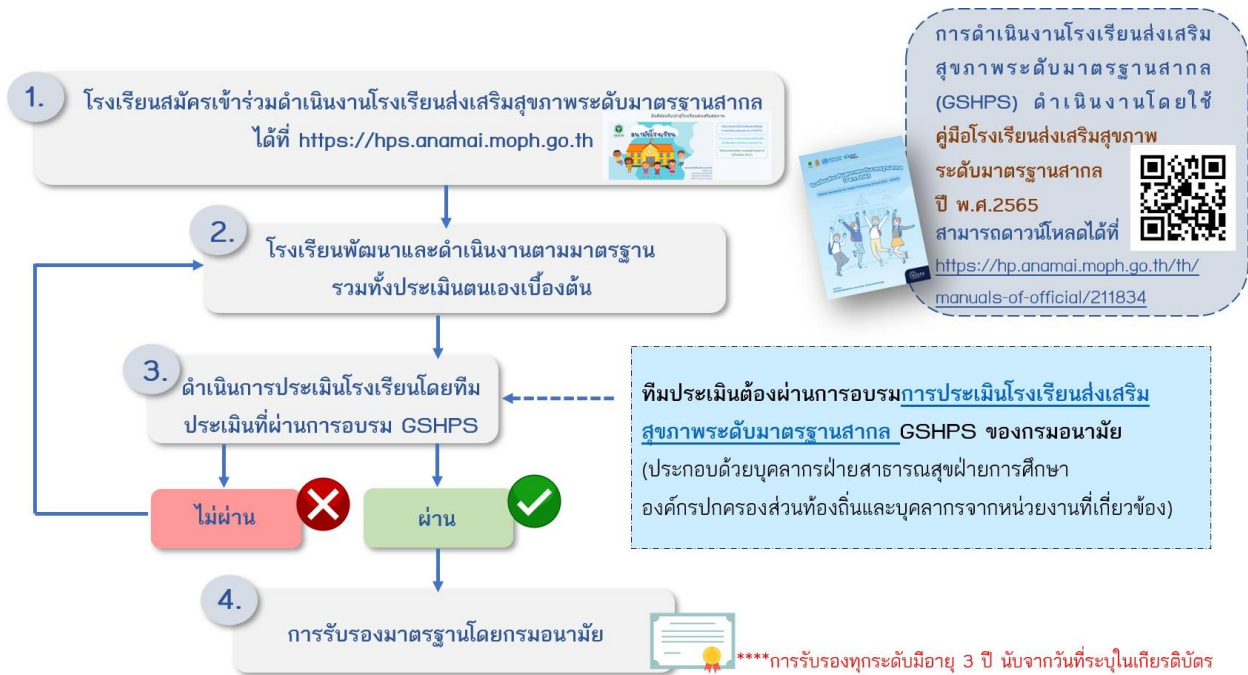 1.
โรงเรียนสมัครเข้าร่วมดำเนินงานโรงเรียนส่งเสริมสุขภาพระดับมาตรฐานสากล
ได้ที่ https://hps.anamai.moph.go.th
อนามัยโรงเรียน
การดำเนินงานโรงเรียนส่งเสริม
สุขภาพระดับมาตรฐานสากล
(GSHPS) ดำเนินงานโดยใช้
คู่มือโรงเรียนส่งเสริมสุขภาพ
ระดับมาตรฐานสากล
ปี พ.ศ.2565
สามารถดาวน์โหลดได้ที่
https://hp.anamai.moph.go.th/th/
manuals-of-official/211834
2.
โรงเรียนพัฒนาและดำเนินงานตามมาตรฐาน
รวมทั้งประเมินตนเองเบื้องต้น
3.
ดำเนินการประเมินโรงเรียนโดยทีม
ประเมินที่ผ่านการอบรม GSHPS
ทีมประเมินต้องผ่านการอบรมการประเมินโรงเรียนส่งเสริม
สุขภาพระดับมาตรฐานสากล GSHPS ของกรมอนามัย
(ประกอบด้วยบุคลากรฝ่ายสาธารณสุขฝ่ายการศึกษา
องค์กรปกครองส่วนท้องถิ่นและบุคลากรจากหน่วยงานที่เกี่ยวข้อง)
ไม่ผ่าน
ผ่าน
4.
การรับรองมาตรฐานโดยกรมอนามัย
****การรับรองทุกระดับมีอายุ 3 ปี นับจากวันที่ระบุในเกียรติบัตร